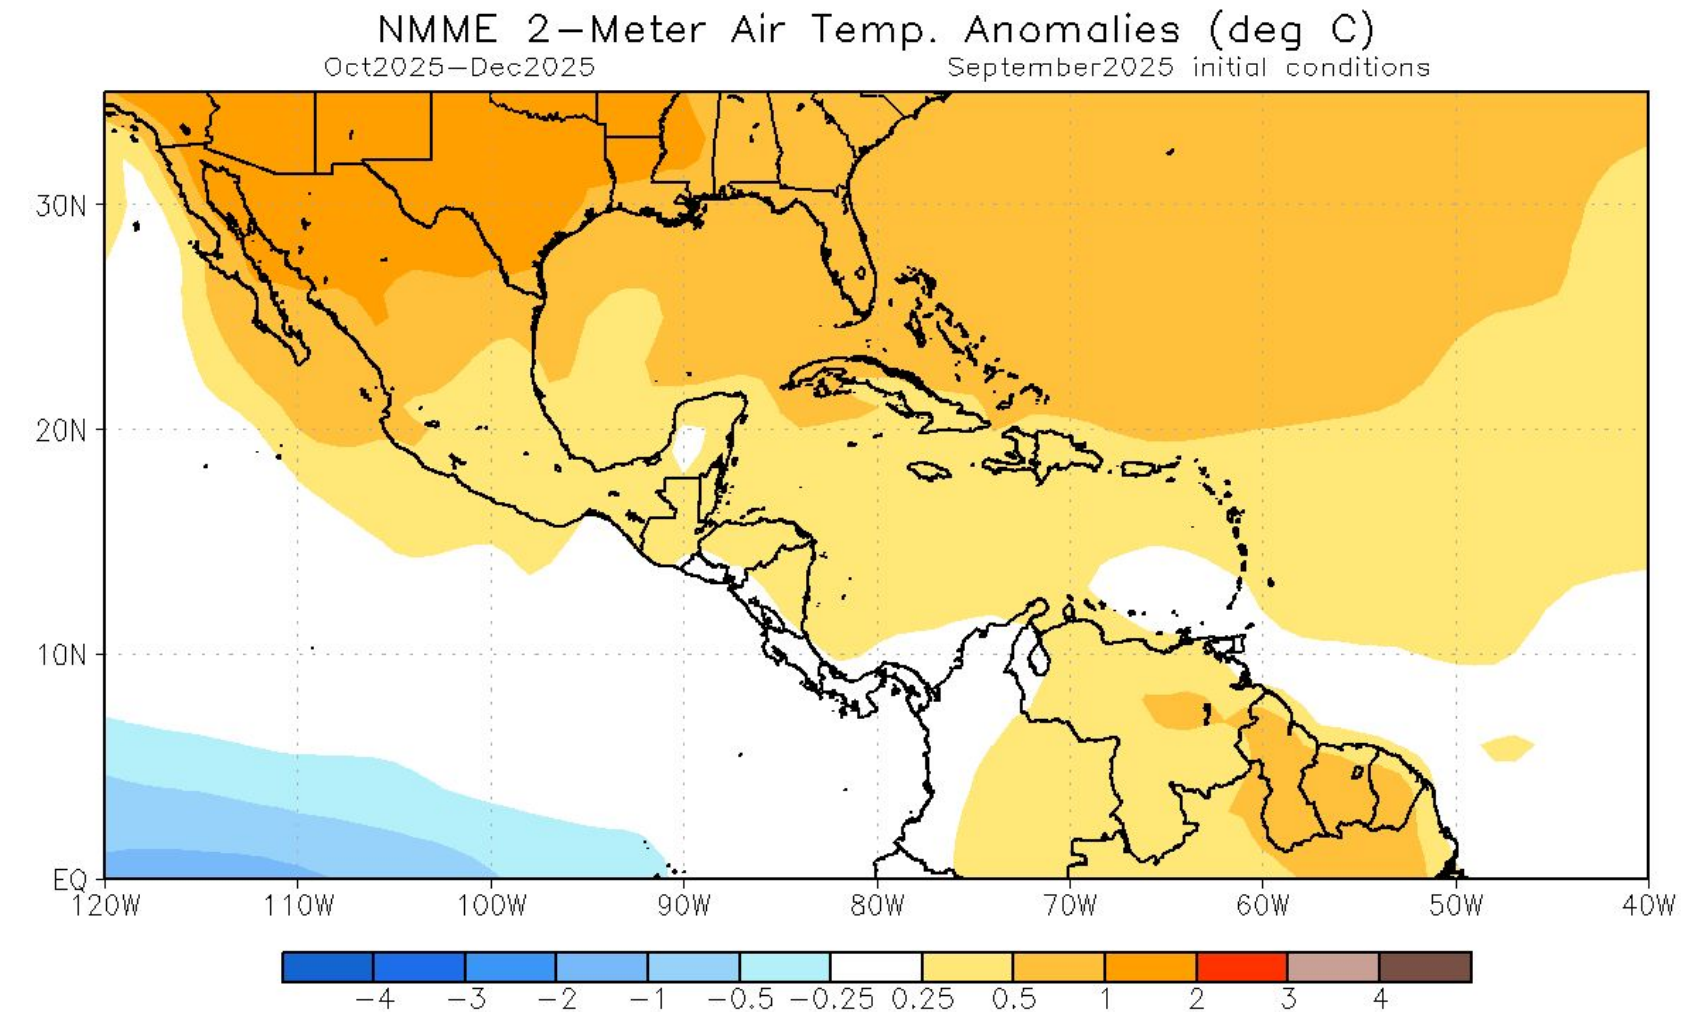 NMME 2-Meter Air Temp. Anomalies (deg C)
Oct2025-Dec2025 September2025 initial conditions
30N
20N
10N
EQ
120W 110W 100W 90W 80W 70W 60W 50W 40W
-4 -3 -2 -1 -0.5 -0.25 0.25 0.5 1 2 3 4